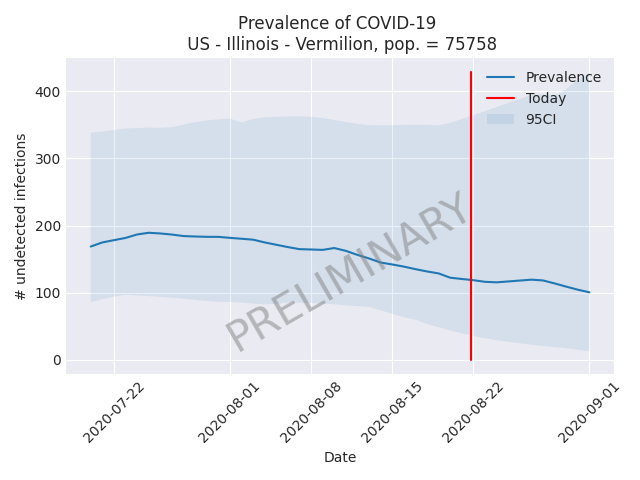 Prevalence of COVID-19
US - Illinois - Vermilion, pop. = 75758
Prevalence
Today
95CI
400
300
200
100
0
# undetected infections
PRELIMINARY
2020-07-22
2020-08-01
2020-08-08
2020-08-15
2020-08-22
2020-09-01
Date